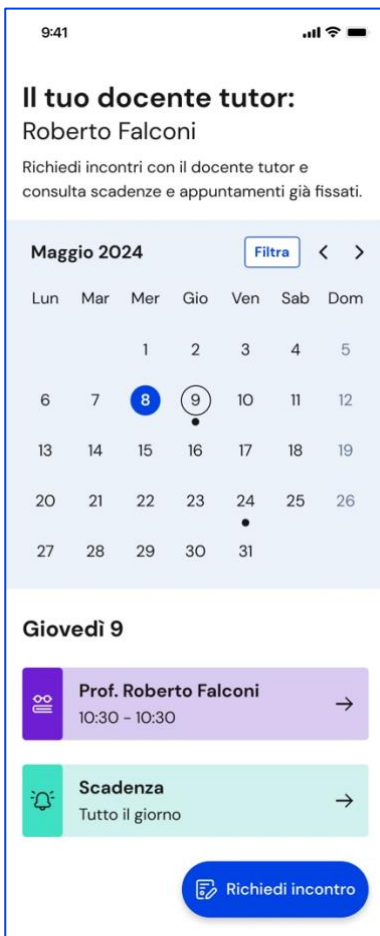 9:41
Il tuo docente tutor:
Roberto Falconi
Richiedi incontri con il docente tutor e
consulta scadenze e appuntamenti già fissati.
Maggio 2024 Filtra
Lun Mar Mer Gio Ven Sab Dom
1 2 3 4 5
6 7 8 9 10 11 12
13 14 15 16 17 18 19
20 21 22 23 24 25 26
27 28 29 30 31
Giovedì 9
Prof. Roberto Falconi
10:30 - 10:30
Scadenza
Tutto il giorno
Richiedi incontro